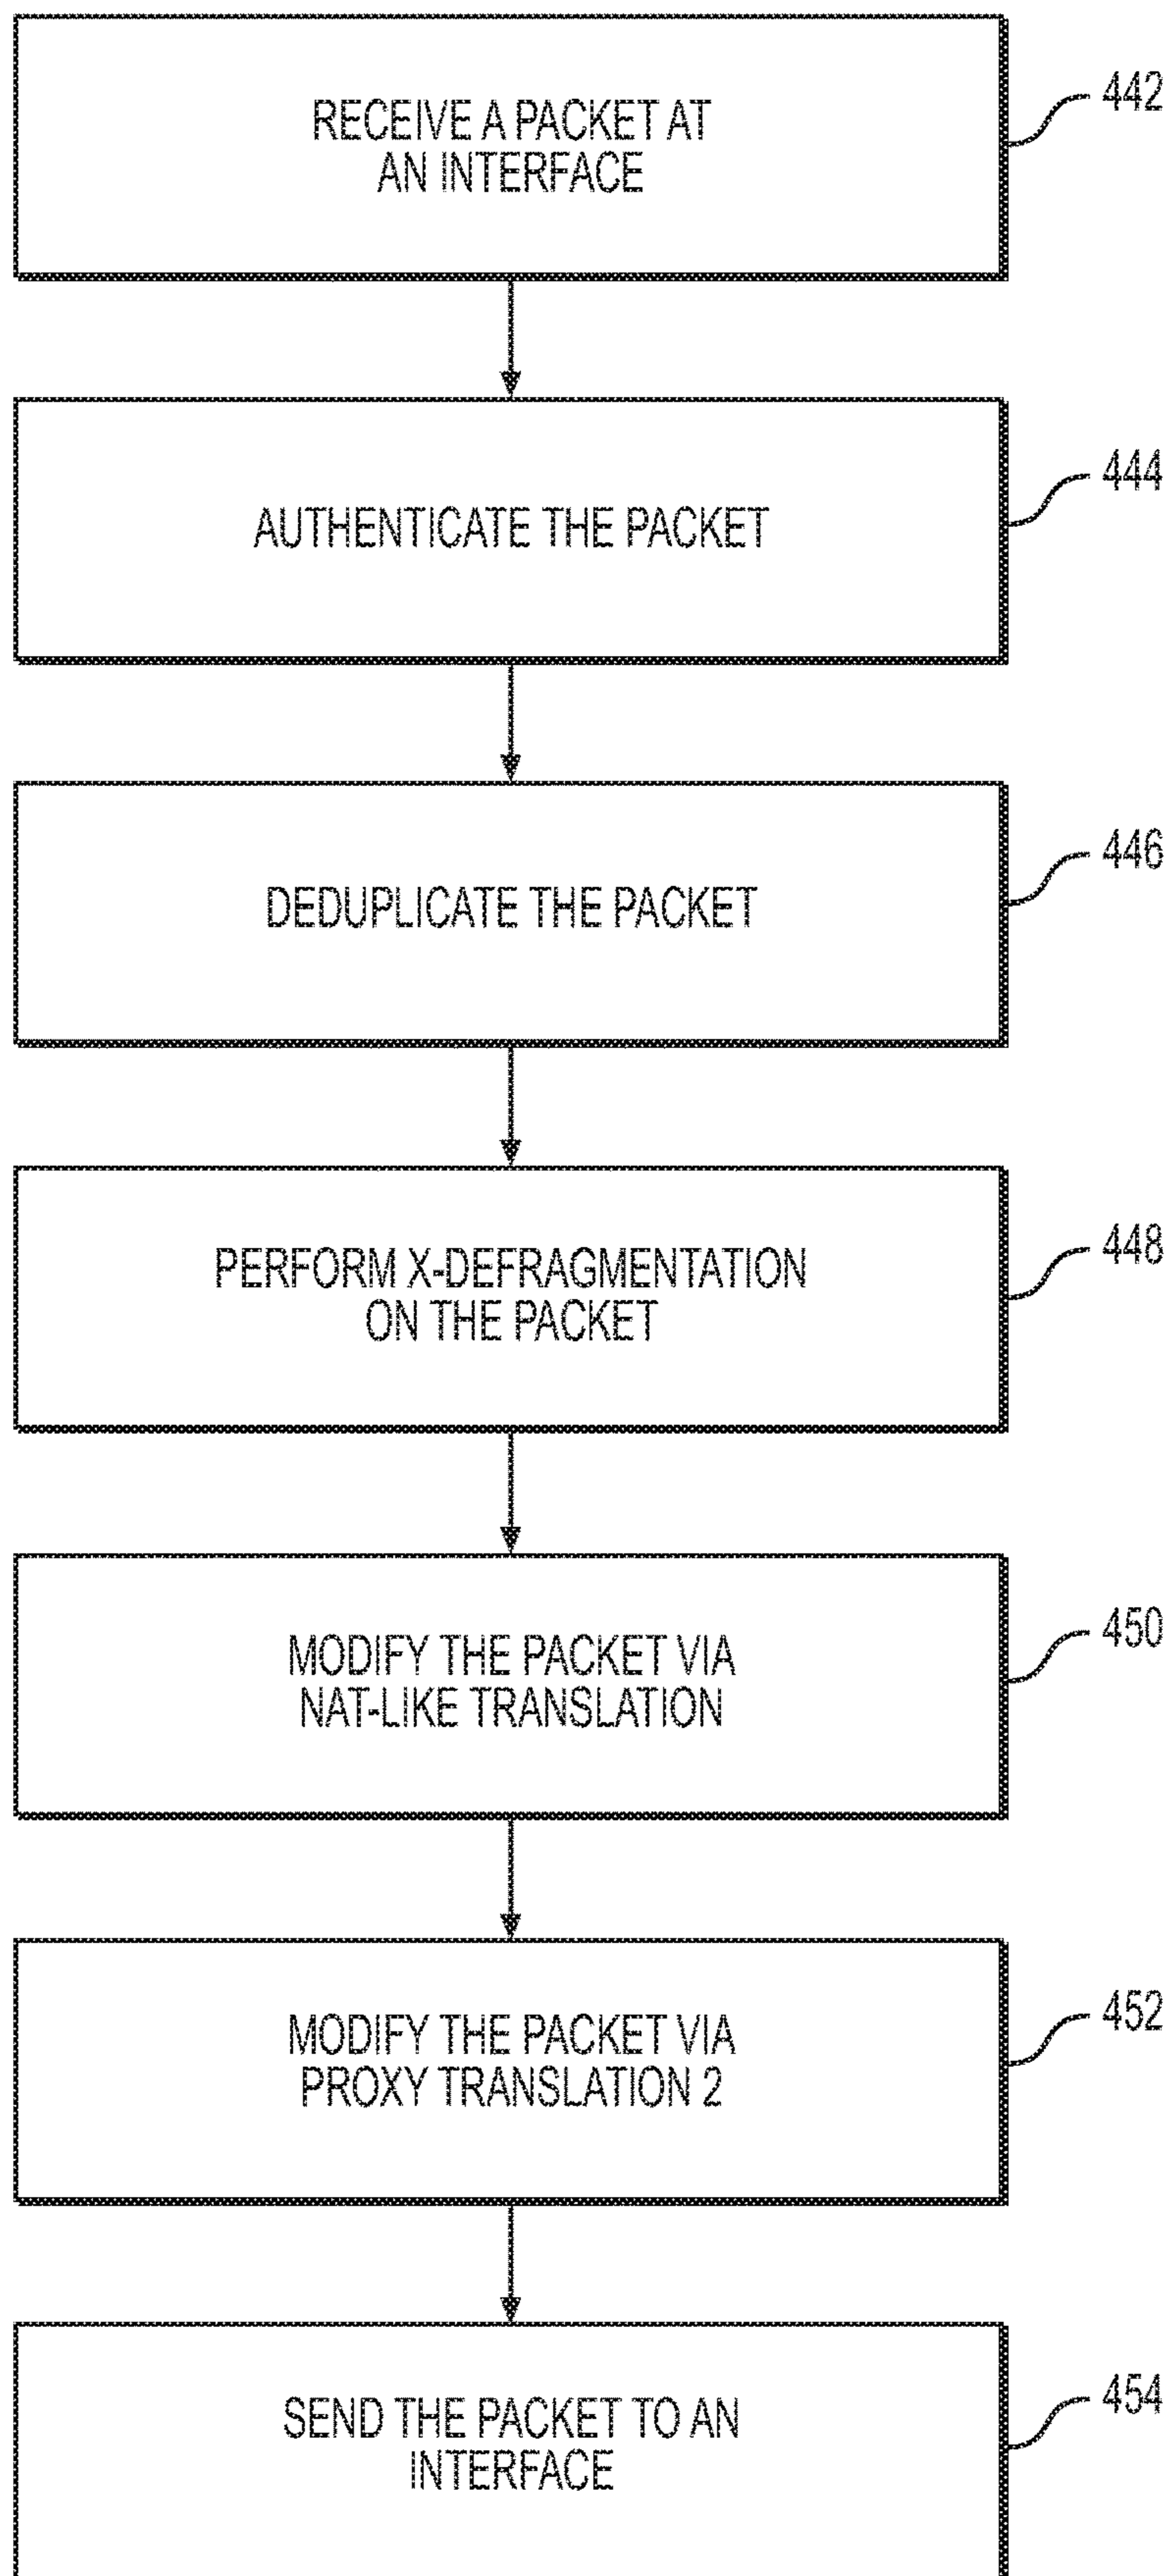 RECEIVE A PACKET AT
AN INTERFACE
442
AUTHENTICATE THE PACKET
444
DEDUPLICATE THE PACKET
446
PERFORM X-DEFRAGMENTATION
ON THE PACKET
448
MODIFY THE PACKET VIA
NAT-LIKE TRANSLATION
450
MODIFY THE PACKET VIA
PROXY TRANSLATION 2
452
SEND THE PACKET TO AN
INTERFACE
454